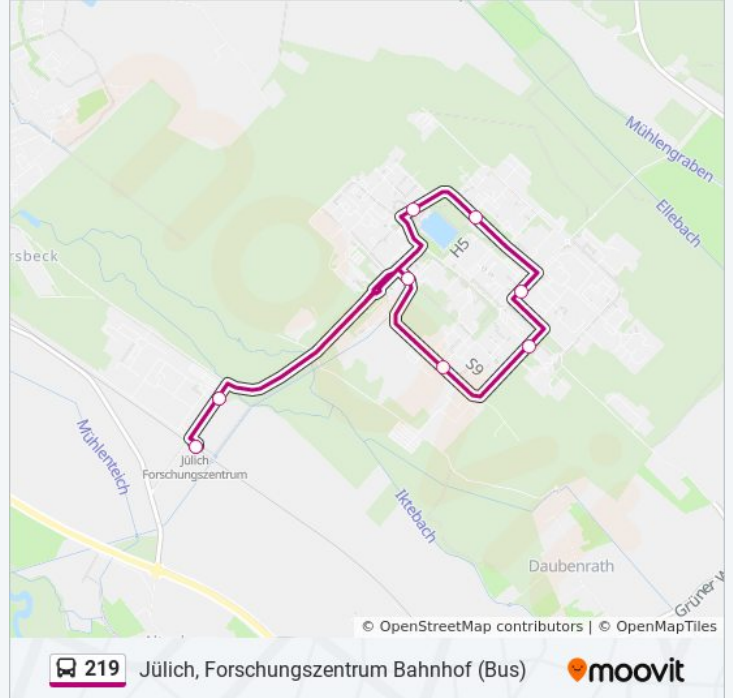 Mühlengraben
Ellebach
H5
rsbeck
S9
Mühlenteich
Jülich
Forschungszentrum
Iktebach
Daubenrath
Grüner W
© OpenStreetMap contributors | © OpenMapTiles
219 Jülich, Forschungszentrum Bahnhof (Bus) moovit